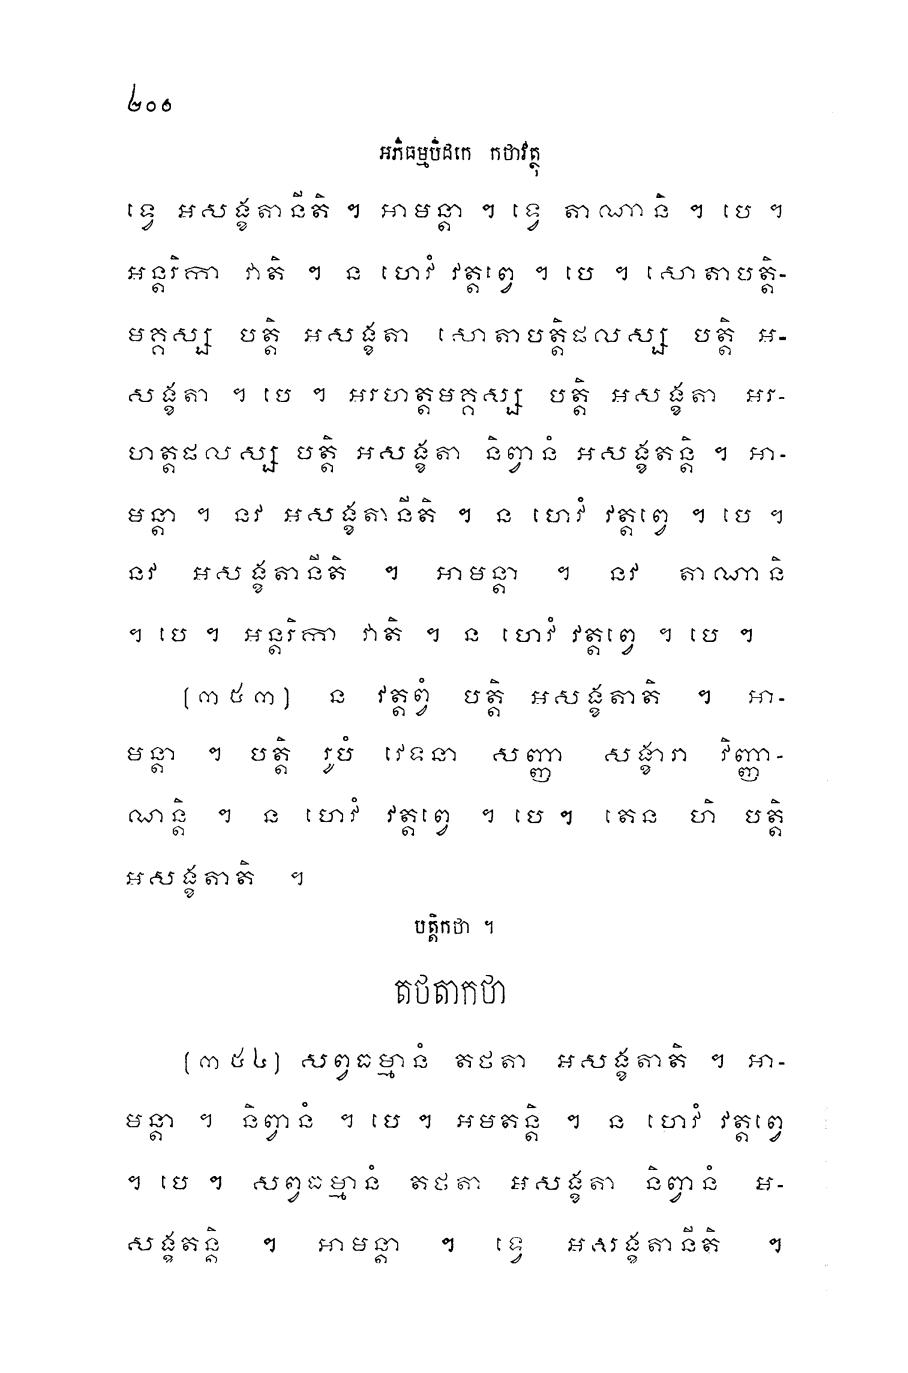 ២០០
អភិធម្មបិដកេ កថាវត្ថុ
ទ្វេ អសង្ខតានីតិ ។ អាមន្តា ។ ទ្វេ តាណានិ ។ បេ ។
អន្តរិកា វាតិ ។ ន ហេវំ វត្តព្វេ ។ បេ ។ សោតាបត្តិ-
មគ្គស្ស បត្តិ អសង្ខតា សោតាបត្តិផលស្ស បត្តិ អ-
សង្ខតា ។ បេ ។ អរហត្តមគ្គស្ស បត្តិ អសង្ខតា អរ-
ហត្តផលស្ស បត្តិ អសង្ខតា និព្វានំ អសង្ខតន្តិ ។ អា-
មន្តា ។ នវ អសង្ខតានីតិ ។ ន ហេវំ វត្តព្វេ ។ បេ ។
នវ អសង្ខតានីតិ ។ អាមន្តា ។ នវ តាណានិ
។ បេ ។ អន្តរិកា វាតិ ។ ន ហេវំ វត្តព្វេ ។ បេ ។
(៣៥៣) ន វត្តព្វំ បត្តិ អសង្ខតាតិ ។ អា-
មន្តា ។ បត្តិ រូបំ វេទនា សញ្ញា សង្ខារា វិញ្ញា-
ណន្តិ ។ ន ហេវំ វត្តព្វេ ។ បេ ។ តេន ហិ បត្តិ
អសង្ខតាតិ ។
បត្តិកថា ។
តថតាកថា
(៣៥៤) សព្វធម្មានំ តថតា អសង្ខតាតិ ។ អា-
មន្តា ។ និព្វានំ ។ បេ ។ អមតន្តិ ។ ន ហេវំ វត្តព្វេ
។ បេ ។ សព្វធម្មានំ តថតា អសង្ខតា និព្វានំ អ-
សង្ខតន្តិ ។ អាមន្តា ។ ទ្វេ អសង្ខតានីតិ ។